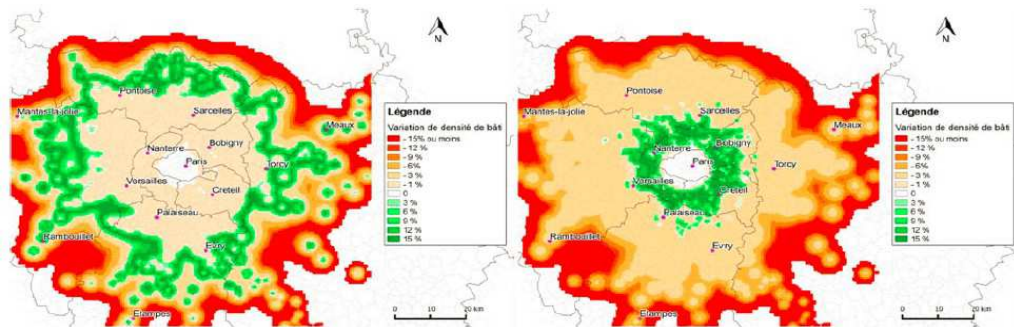 N
Pontoise
Mantes-la-jolie
Sarcelles
Meaux
Nanterre
Bobigny
Paris
Torcy
Versailles
Creteil
Palaiseau
Rambouillet
Evry
Etampes
Légende
Variation de densité de bâti
-15% ou moins
-12 %
-9 %
-6%
-3 %
-1 %
0
3 %
6 %
9 %
12 %
15 %
0 10 20 km
N
Pontoise
Mantes-la-jolie
Sarcelles
Meaux
Nanterre
Bobigny
Paris
Torcy
Versailles
Creteil
Palaiseau
Rambouillet
Evry
Etampes
Légende
Variation de densité de bâti
-15% ou moins
-12 %
-9 %
-6%
-3 %
-1 %
0
3 %
6 %
9 %
12 %
15 %
0 10 20 km